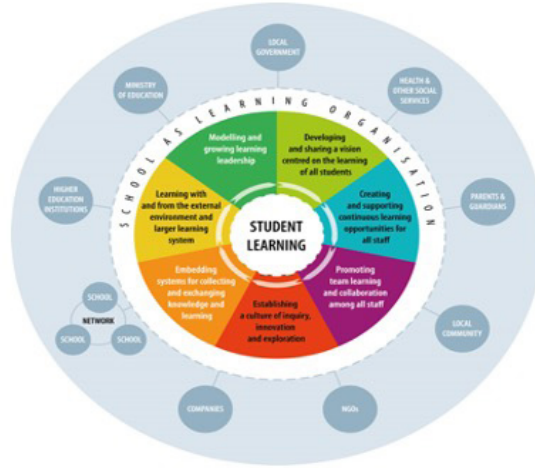 LOCAL
GOVERNMENT
MINISTRY
OF EDUCATION
HEALTH &
OTHER SOCIAL
SERVICES
SCHOOL AS LEARNING ORGANISATION
Modelling and
growing learning
leadership
Developing
and sharing a vision
centred on the learning
of all students
HIGHER
EDUCATION
INSTITUTIONS
Learning with
and from the external
environment and
larger learning
system
Creating
and supporting
continuous learning
opportunities for
all staff
PARENTS &
GUARDIANS
STUDENT
LEARNING
Embedding
systems for collecting
and exchanging
knowledge and
learning
Promoting
team learning
and collaboration
among all staff
Establishing
a culture of inquiry,
innovation
and exploration
SCHOOL
NETWORK
SCHOOL
SCHOOL
LOCAL
COMMUNITY
COMPANIES
NGOs